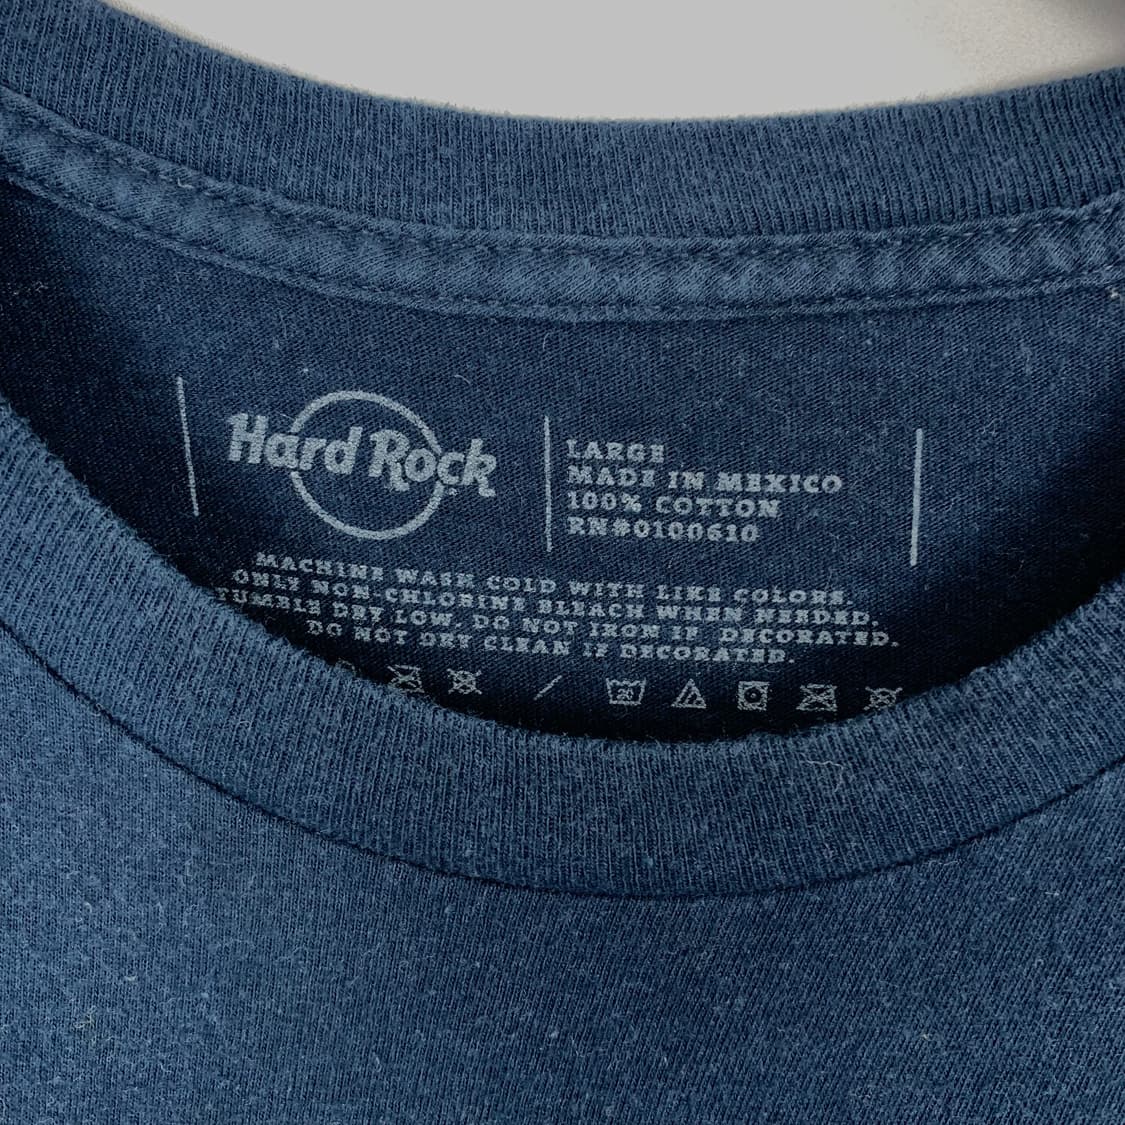 Hard Rock
LARGE
MADE IN MEXICO
100% COTTON
RN#0100610
MACHINE WASH COLD WITH LIKE COLORS.
ONLY NON-CHLORINE BLEACH WHEN NEEDED.
TUMBLE DRY LOW. DO NOT IRON IF DECORATED.
DO NOT DRY CLEAN IF DECORATED.